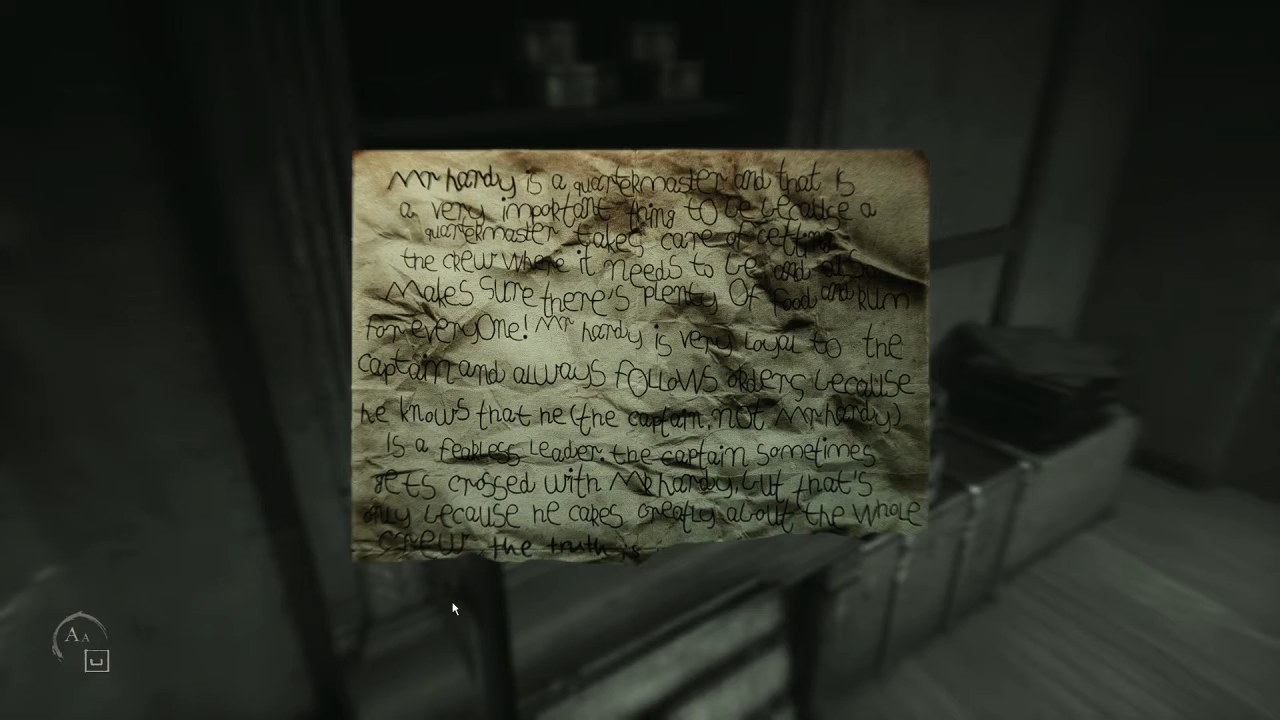 Mr hardy is a quartermaster and that is
a very important thing to be because a
quartermaster takes care of getting
the crew where it needs to be and also
makes sure there's plenty of food and rum
for everyone! Mr hardy is very loyal to the
captain and always follows orders because
he knows that he (the captain, not Mr hardy)
is a fearless leader. the captain sometimes
gets crossed with Mr hardy, but that's
only because he cares greatly about the whole
crew. the truth is
AA